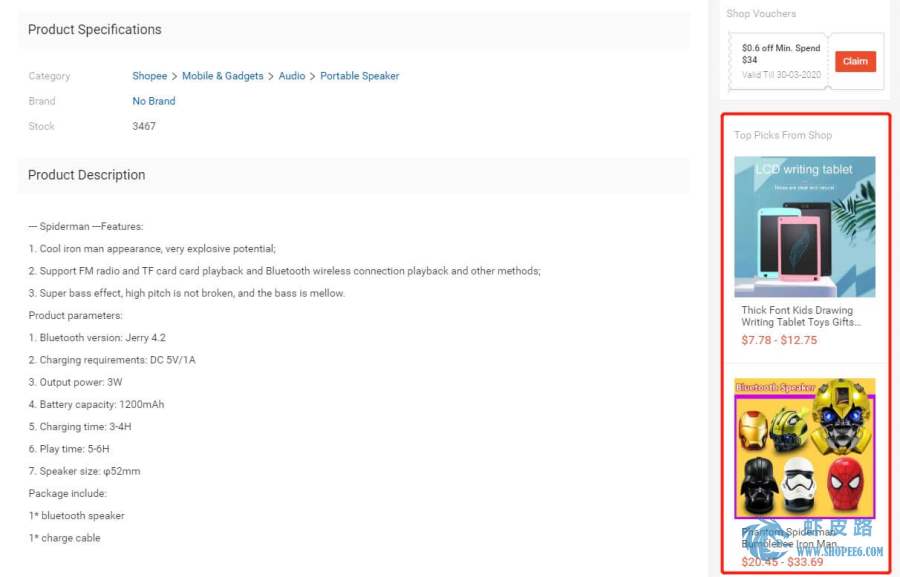 Product Specifications
Category
Shopee > Mobile & Gadgets > Audio > Portable Speaker
Brand
No Brand
Stock
3467
Product Description
--- Spiderman ---Features:
1. Cool iron man appearance, very explosive potential;
2. Support FM radio and TF card card playback and Bluetooth wireless connection playback and other methods;
3. Super bass effect, high pitch is not broken, and the bass is mellow.
Product parameters:
1. Bluetooth version: Jerry 4.2
2. Charging requirements: DC 5V/1A
3. Output power: 3W
4. Battery capacity: 1200mAh
5. Charging time: 3-4H
6. Play time: 5-6H
7. Speaker size: φ52mm
Package include:
1* bluetooth speaker
1* charge cable
Shop Vouchers
$0.6 off Min. Spend
$34
Valid Till 30-03-2020
Claim
Top Picks From Shop
LCD writing tablet
Thick Font Kids Drawing
Writing Tablet Toys Gifts...
$7.78 - $12.75
Bluetooth Speaker
Phantom Spiderman
Bumblebee Iron Man
$20.45 - $33.69
虾皮路
WWW.SHOPEE6.COM